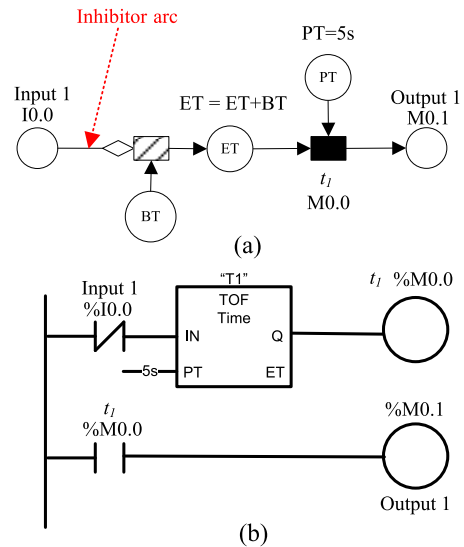 Inhibitor arc
PT=5s
Input 1
I0.0
ET = ET+BT
PT
Output 1
M0.1
ET
t1
M0.0
BT
(a)
"T1"
TOF
Time
t1 %M0.0
Input 1
%I0.0
IN
Q
5s
PT
ET
t1
%M0.0
%M0.1
Output 1
(b)